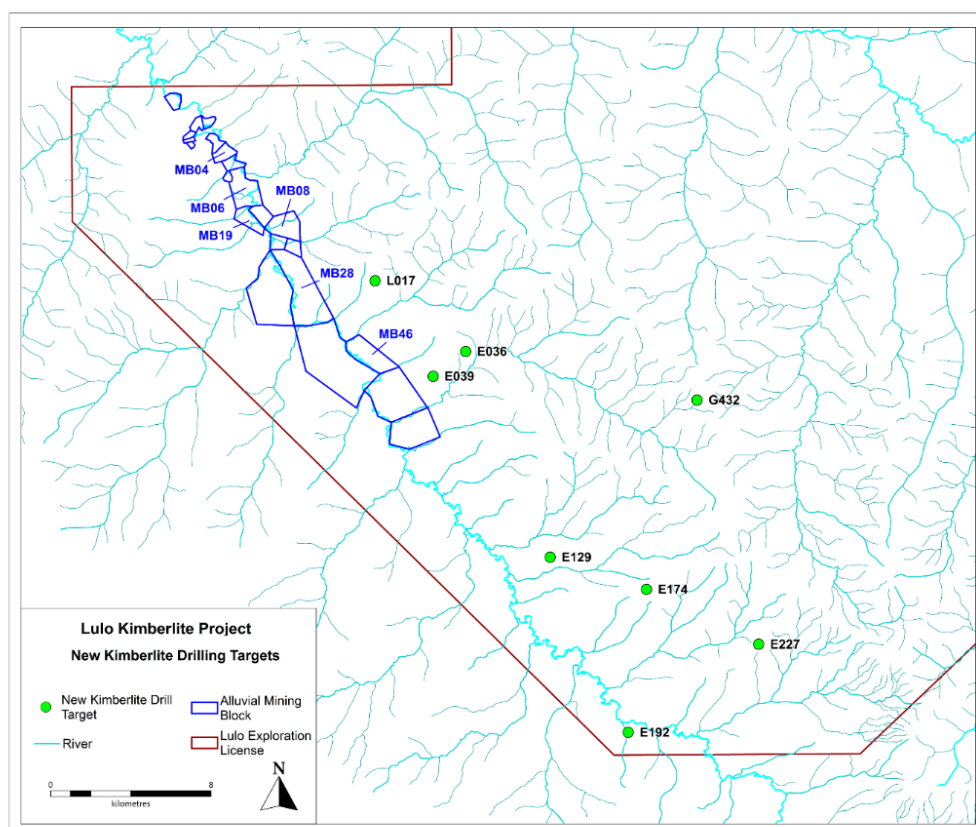 MB04
MB08
MB06
MB19
MB28
L017
MB46
E036
E039
G432
E129
E174
E227
E192
Lulo Kimberlite Project
New Kimberlite Drilling Targets
New Kimberlite Drill
Target
Alluvial Mining
Block
River
Lulo Exploration
License
0 8
kilometres
N